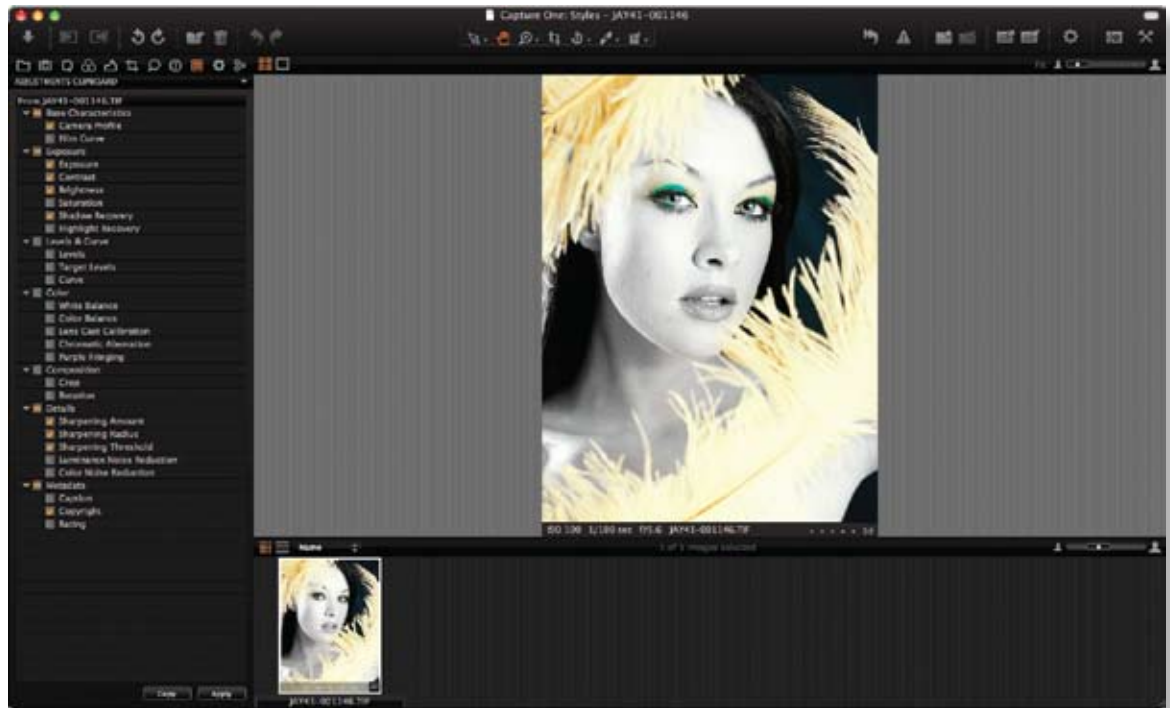 Capture One: Styles - JAY41-001146
Fit
ADJUSTMENTS CLIPBOARD
From JAY41-001146.TIF
Base Characteristics
Camera Profile
Film Curve
Exposure
Exposure
Contrast
Brightness
Saturation
Shadow Recovery
Highlight Recovery
Levels & Curve
Levels
Target Levels
Curve
Color
White Balance
Color Balance
Lens Cast Calibration
Chromatic Aberration
Purple Fringing
Composition
Crop
Rotation
Details
Sharpening Amount
Sharpening Radius
Sharpening Threshold
Luminance Noise Reduction
Color Noise Reduction
Metadata
Caption
Copyright
Rating
Copy Apply
ISO 100 1/100 sec f/5.6 JAY41-001146.TIF
Name
1 of 1 images selected
JAY41-001146.TIF